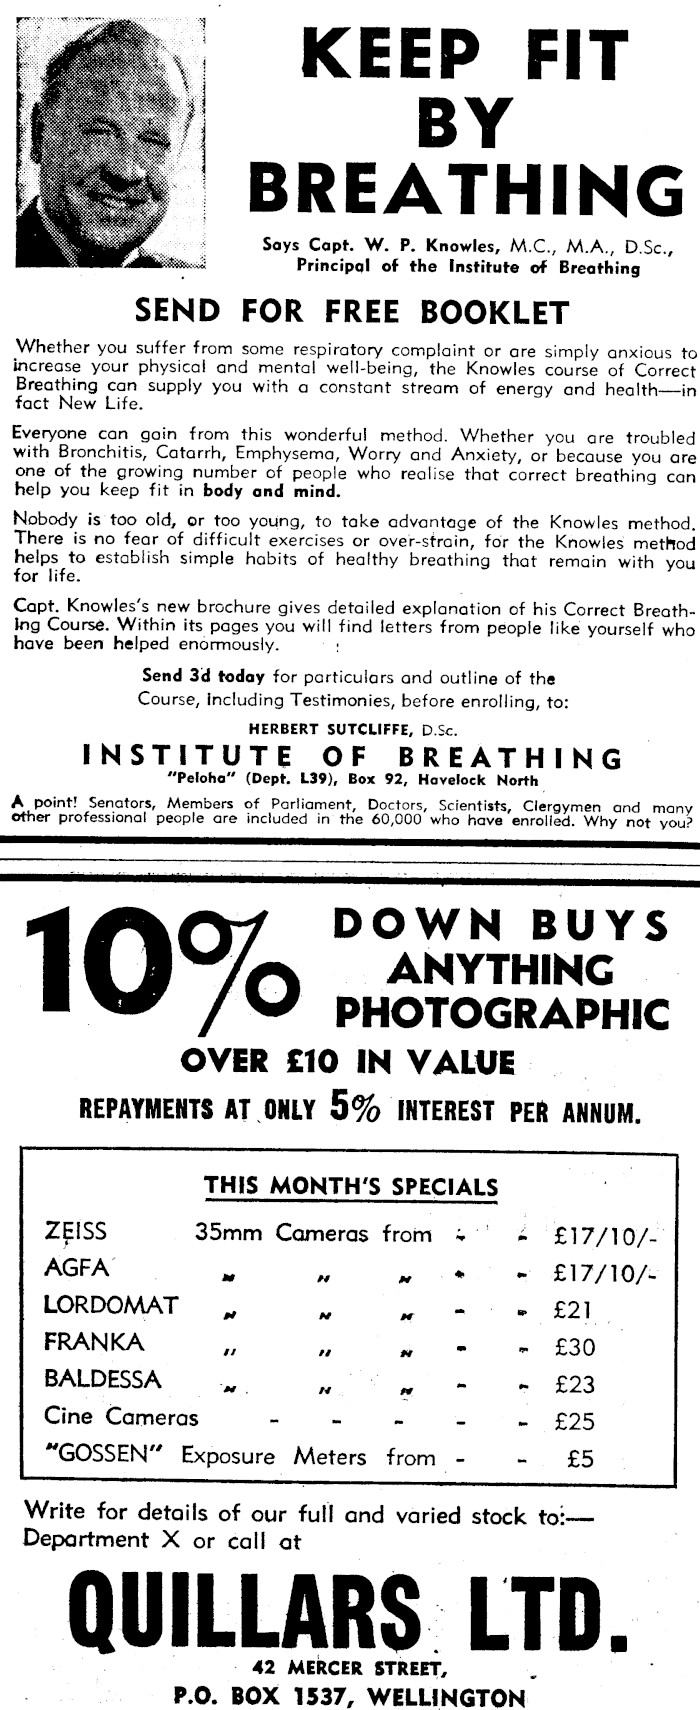 KEEP FIT
BY
BREATHING
Says Capt. W. P. Knowles, M.C., M.A., D.Sc.,
Principal of the Institute of Breathing
SEND FOR FREE BOOKLET
Whether you suffer from some respiratory complaint or are simply anxious to
increase your physical and mental well-being, the Knowles course of Correct
Breathing can supply you with a constant stream of energy and health—in
fact New Life.
Everyone can gain from this wonderful method. Whether you are troubled
with Bronchitis, Catarrh, Emphysema, Worry and Anxiety, or because you are
one of the growing number of people who realise that correct breathing can
help you keep fit in body and mind.
Nobody is too old, or too young, to take advantage of the Knowles method.
There is no fear of difficult exercises or over-strain, for the Knowles method
helps to establish simple habits of healthy breathing that remain with you
for life.
Capt. Knowles's new brochure gives detailed explanation of his Correct Breath-
ing Course. Within its pages you will find letters from people like yourself who
have been helped enormously.
Send 3d today for particulars and outline of the
Course, including Testimonies, before enrolling, to:
HERBERT SUTCLIFFE, D.Sc.
INSTITUTE OF BREATHING
"Peloha" (Dept. L39), Box 92, Havelock North
A point! Senators, Members of Parliament, Doctors, Scientists, Clergymen and many
other professional people are included in the 60,000 who have enrolled. Why not you?
10% DOWN BUYS
ANYTHING
PHOTOGRAPHIC
OVER £10 IN VALUE
REPAYMENTS AT ONLY 5% INTEREST PER ANNUM.
THIS MONTH'S SPECIALS
ZEISS 35mm Cameras from - - £17/10/-
AGFA " " " - - £17/10/-
LORDOMAT " " " - - £21
FRANKA " " " - - £30
BALDESSA " " " - - £23
Cine Cameras - - - - - £25
"GOSSEN" Exposure Meters from - - £5
Write for details of our full and varied stock to:—
Department X or call at
QUILLARS LTD.
42 MERCER STREET,
P.O. BOX 1537, WELLINGTON